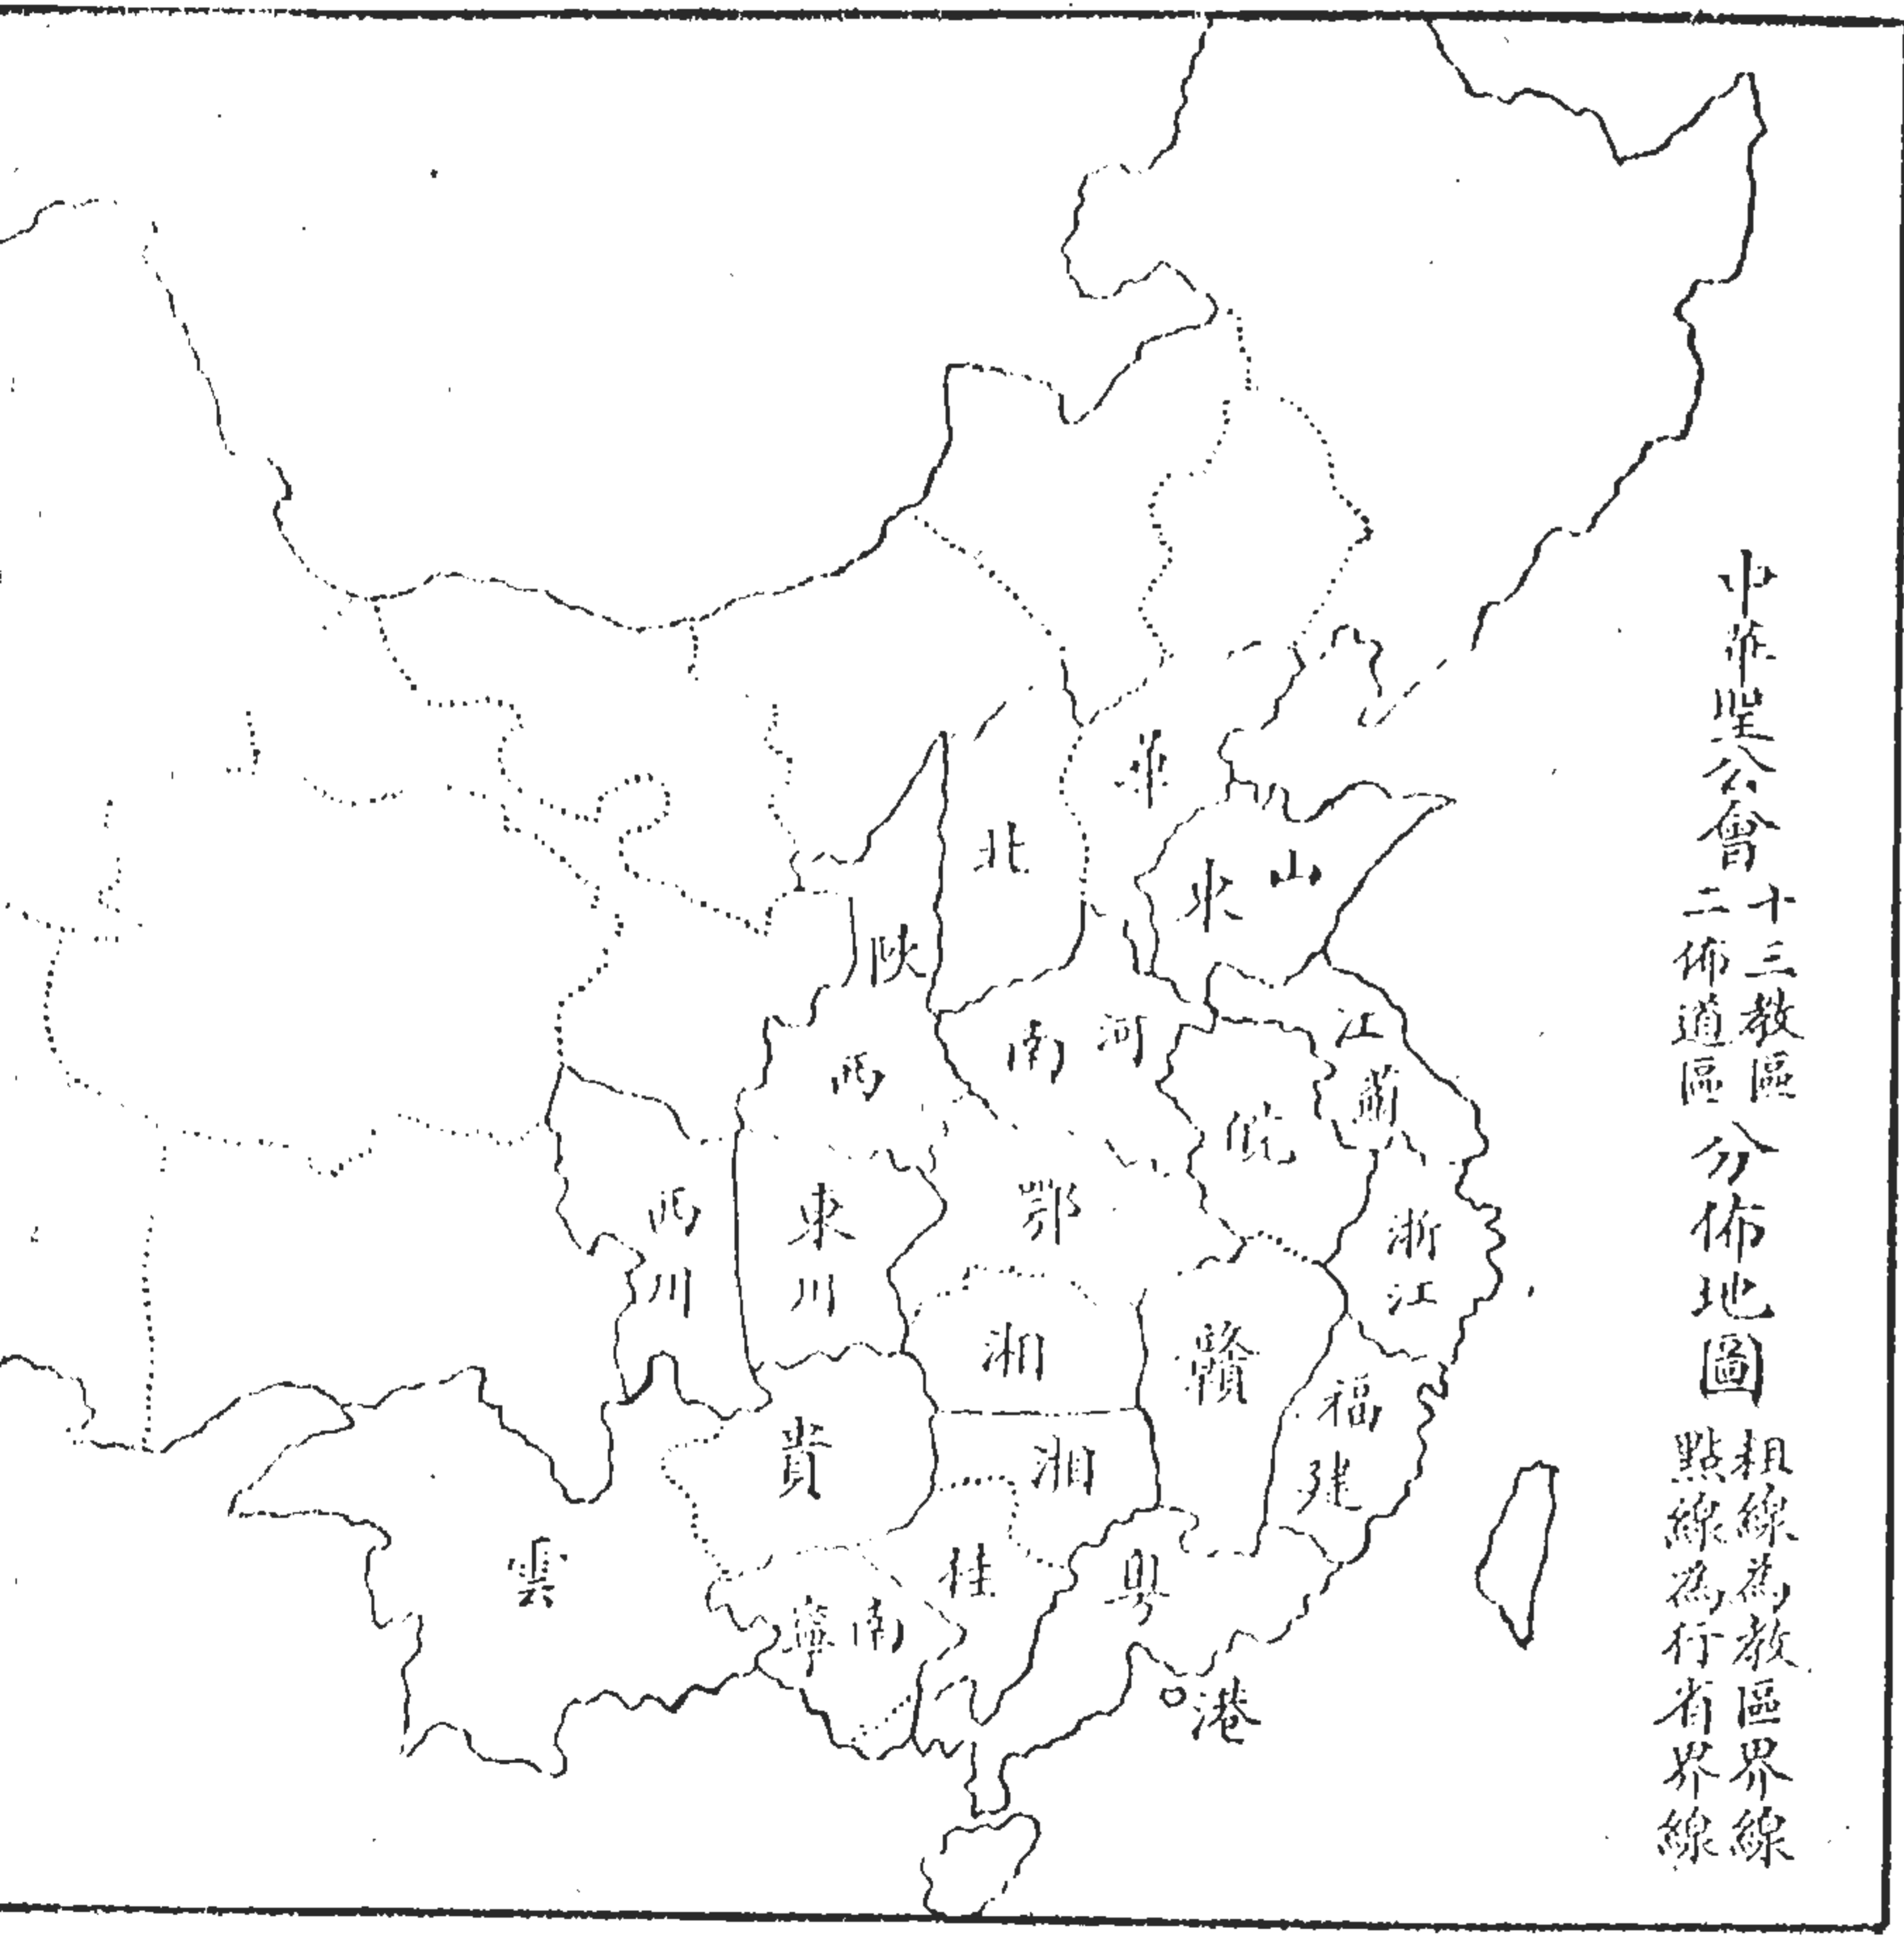 中華聖公會
十三教區
二佈道區
分佈地圖
粗線為教區界線
點線為行省界線
華北
山東
陝西
河南
江蘇
皖
西川
東川
鄂
浙江
湘
贛
福建
貴
湘桂
雲
南寧
粵
港